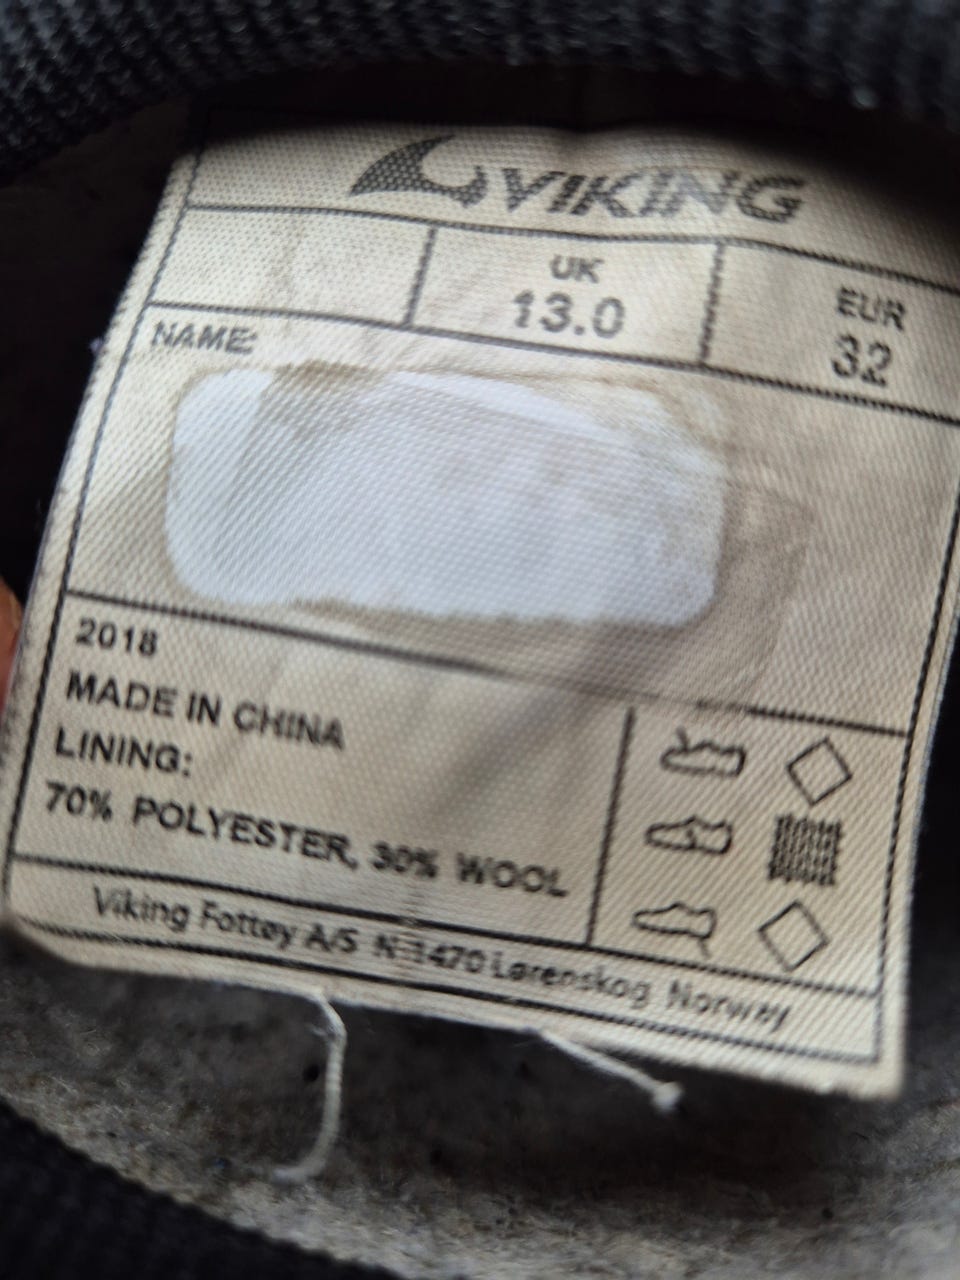 VIKING
UK EUR
13.0 32
NAME:
2018
MADE IN CHINA
LINING:
70% POLYESTER, 30% WOOL
Viking Fottøy A/S N-1470 Lørenskog Norway